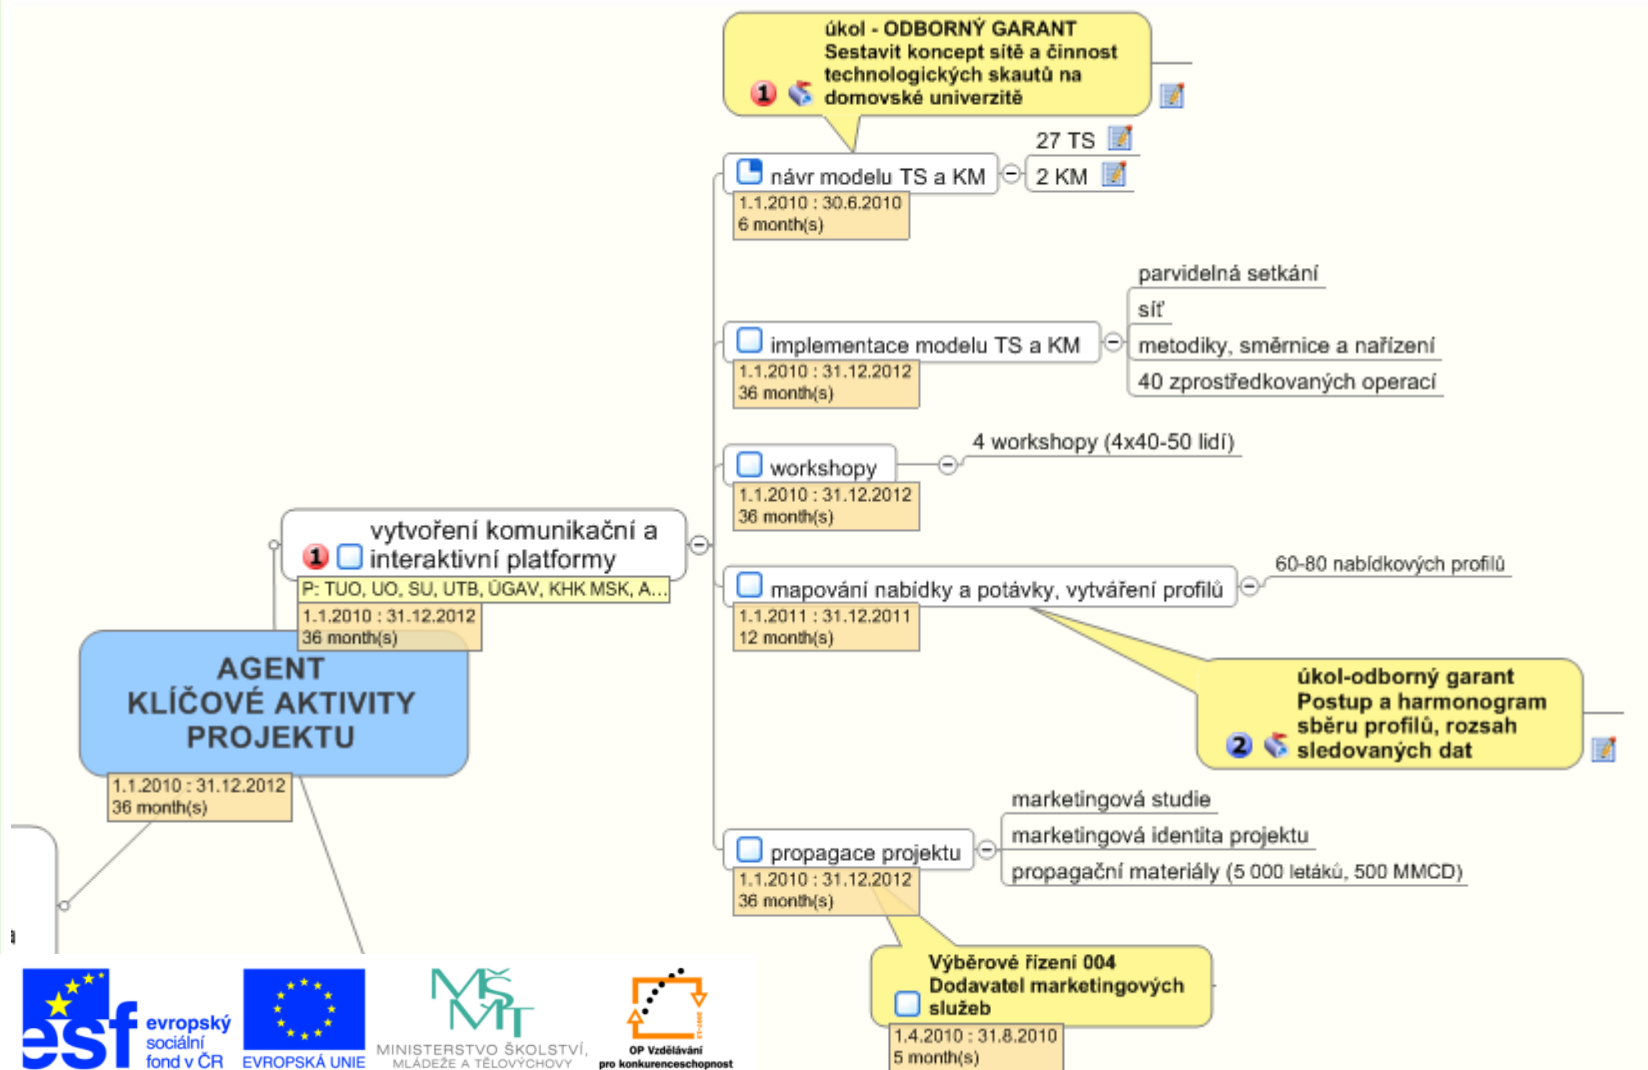 úkol - ODBORNÝ GARANT
Sestavit koncept sítě a činnost
technologických skautů na
domovské univerzitě
1
27 TS
návr modelu TS a KM
2 KM
1.1.2010 : 30.6.2010
6 month(s)
parvidelná setkání
síť
implementace modelu TS a KM
metodiky, směrnice a nařízení
1.1.2010 : 31.12.2012
36 month(s)
40 zprostředkovaných operací
4 workshopy (4x40-50 lidí)
workshopy
1.1.2010 : 31.12.2012
36 month(s)
vytvoření komunikační a
interaktivní platformy
1
P: TUO, UO, SU, UTB, ÚGAV, KHK MSK, A...
1.1.2010 : 31.12.2012
36 month(s)
60-80 nabídkových profilů
mapování nabídky a potávky, vytváření profilů
1.1.2011 : 31.12.2011
12 month(s)
AGENT
KLÍČOVÉ AKTIVITY
PROJEKTU
1.1.2010 : 31.12.2012
36 month(s)
úkol-odborný garant
Postup a harmonogram
sběru profilů, rozsah
sledovaných dat
2
marketingová studie
marketingová identita projektu
propagace projektu
propagační materiály (5 000 letáků, 500 MMCD)
1.1.2010 : 31.12.2012
36 month(s)
a
Výběrové řízení 004
Dodavatel marketingových
služeb
1.4.2010 : 31.8.2010
5 month(s)
esf
evropský
sociální
fond v ČR
EVROPSKÁ UNIE
MŠMT
MINISTERSTVO ŠKOLSTVÍ,
MLÁDEŽE A TĚLOVÝCHOVY
2007-13
OP Vzdělávání
pro konkurenceschopnost